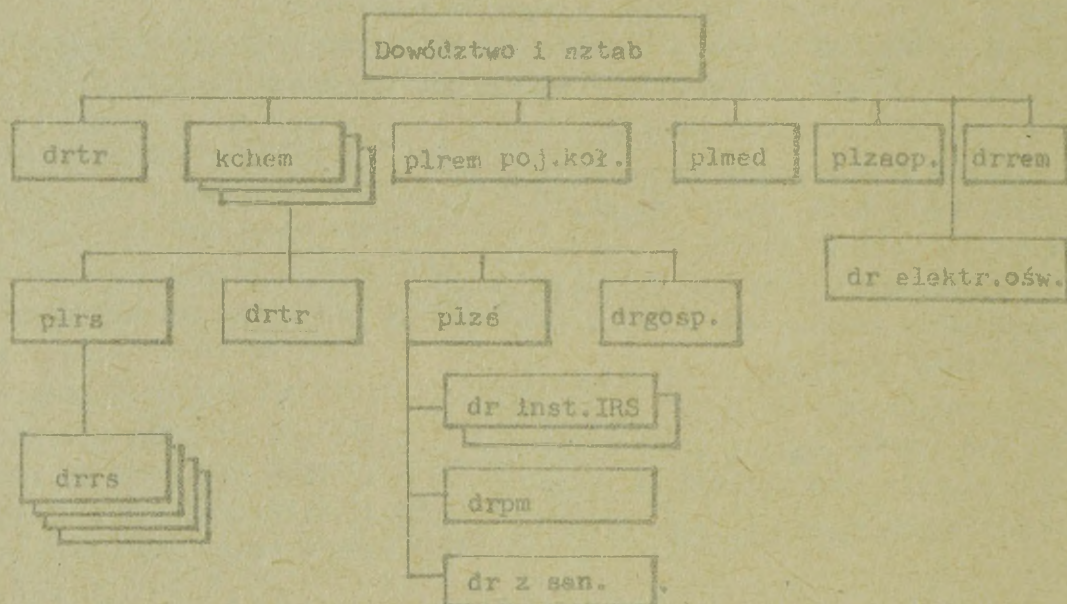 Dowództwo i sztab
drtr
kchem
plrem poj.koł.
plmed
plzaop.
drrem
dr elektr.ośw.
plrs
drtr
plzś
drgosp.
dr inst.IRS
drrs
drpm
dr z san.